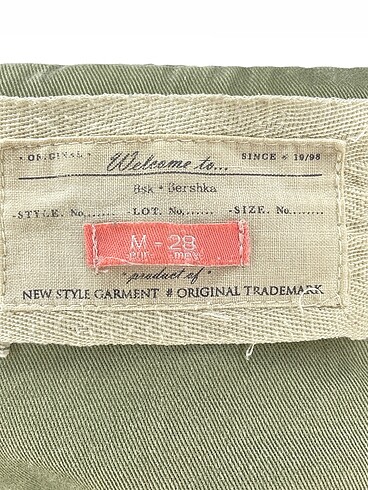 • ORIGINAL • Welcome to... SINCE * 19/98
Bsk • Bershka
-STYLE. No,...... -LOT. No,...... -SIZE. No.......
M - 28
• product of •
NEW STYLE GARMENT # ORIGINAL TRADEMARK